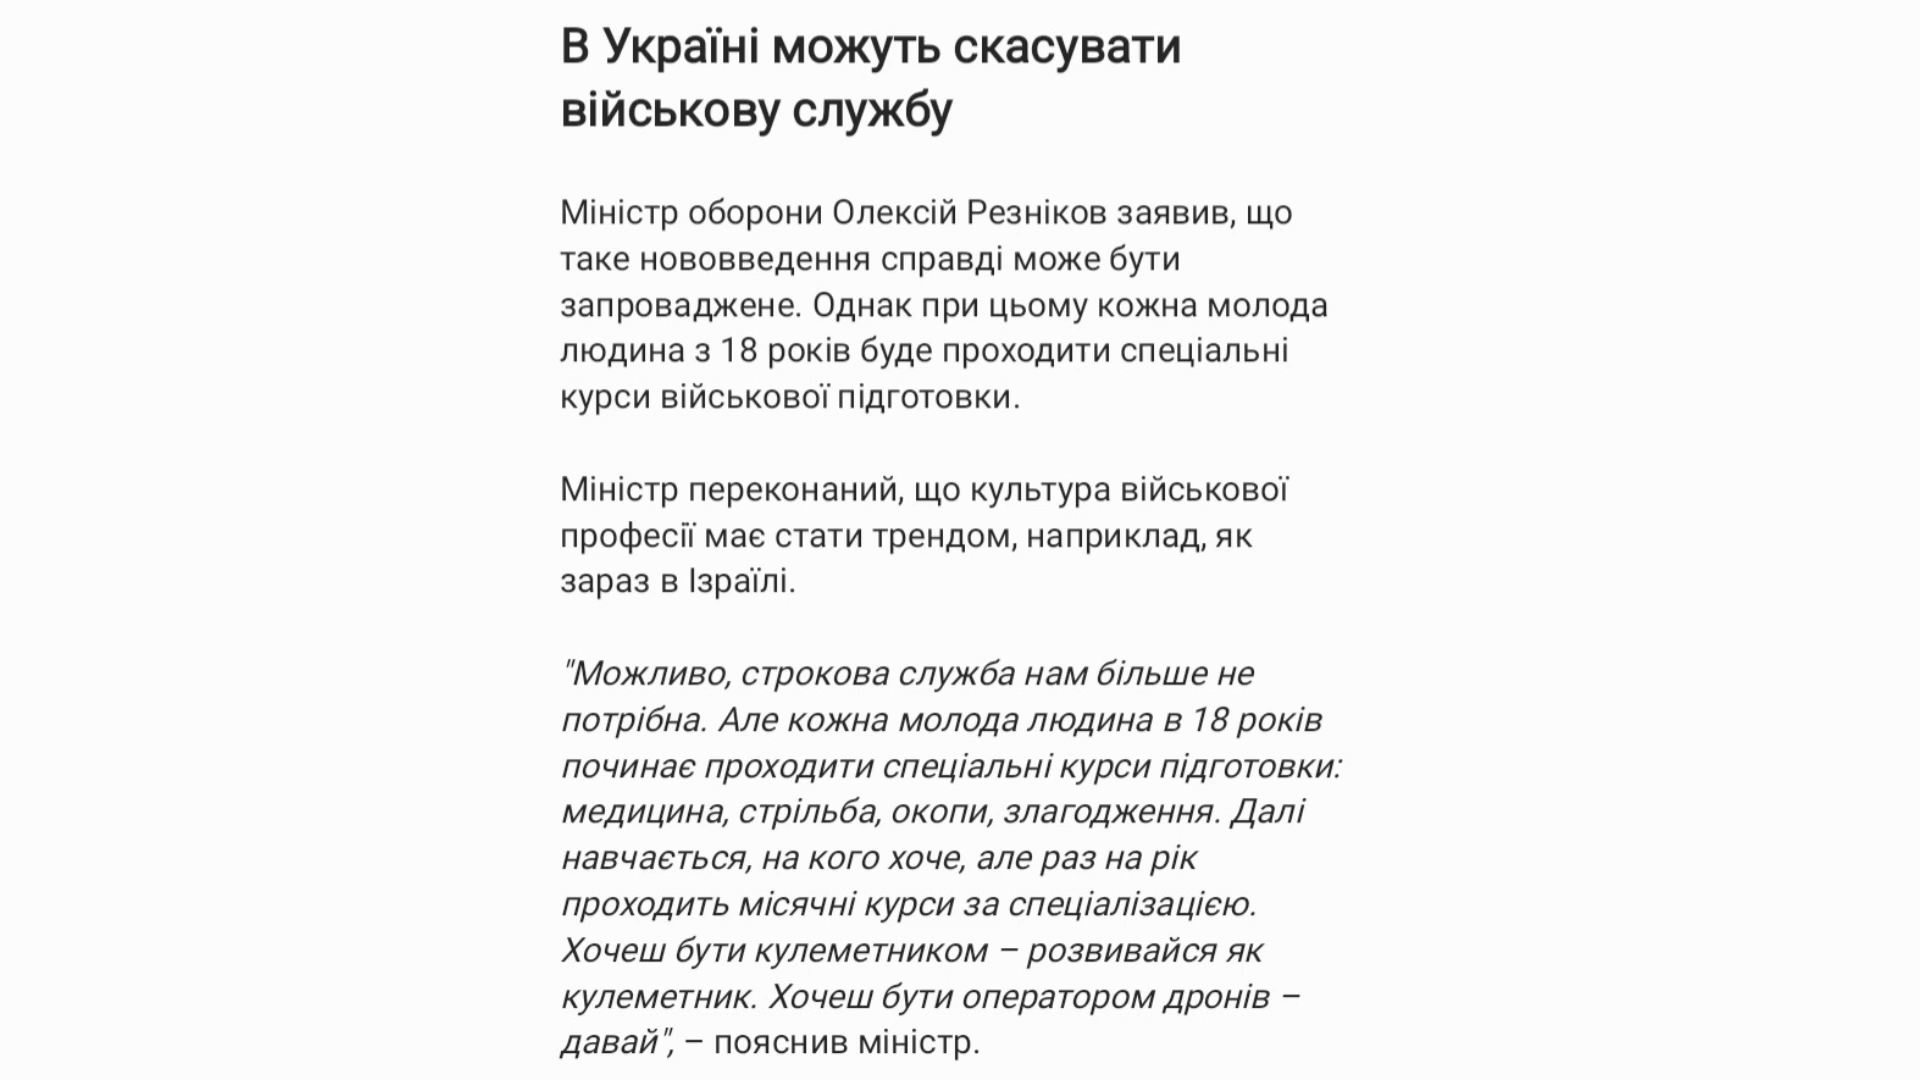 В Україні можуть скасувати
військову службу
Міністр оборони Олексій Резніков заявив, що
таке нововведення справді може бути
запроваджене. Однак при цьому кожна молода
людина з 18 років буде проходити спеціальні
курси військової підготовки.
Міністр переконаний, що культура військової
професії має стати трендом, наприклад, як
зараз в Ізраїлі.
"Можливо, строкова служба нам більше не
потрібна. Але кожна молода людина в 18 років
починає проходити спеціальні курси підготовки:
медицина, стрільба, окопи, злагодження. Далі
навчається, на кого хоче, але раз на рік
проходить місячні курси за спеціалізацією.
Хочеш бути кулеметником – розвивайся як
кулеметник. Хочеш бути оператором дронів –
давай", – пояснив міністр.